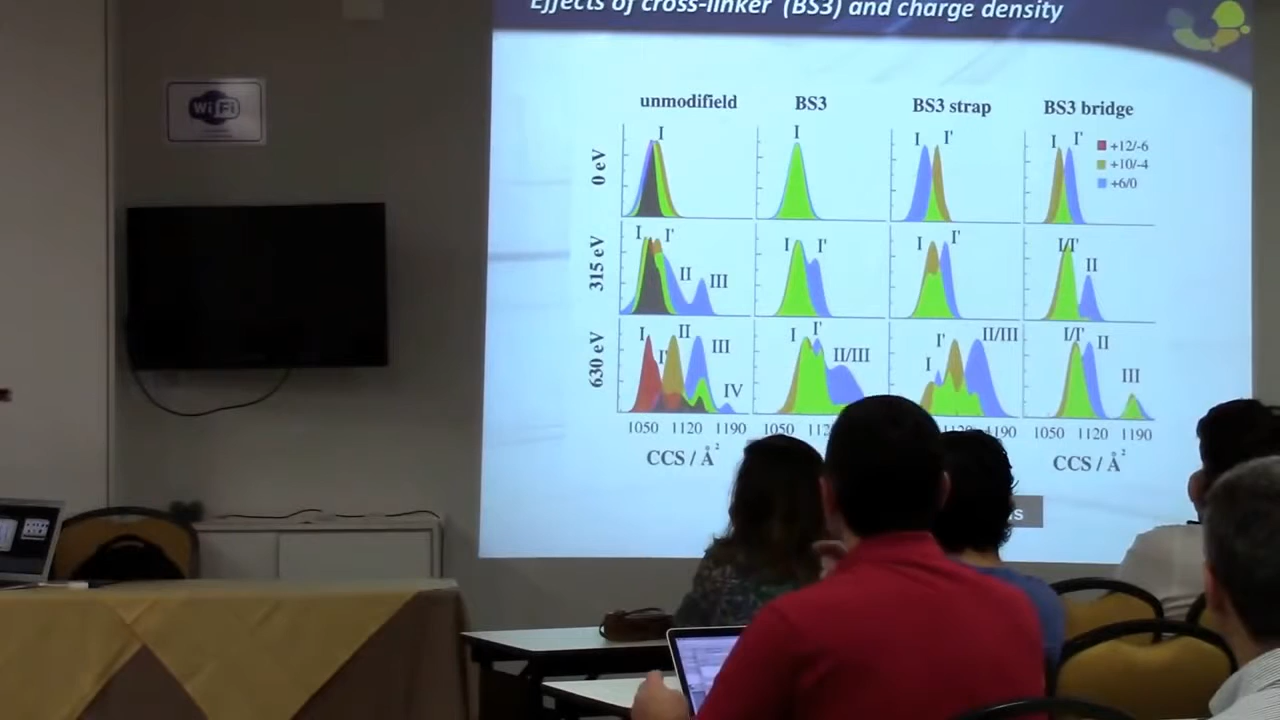 Effects of cross-linker (BS3) and charge density
WiFi
unmodifield BS3 BS3 strap BS3 bridge
I I I I' I I'
+12/-6
+10/-4
+6/0
0 eV
I I' II III I I' I I' I/I' II
315 eV
I I' II III IV I I' II/III I I' II/III I/I' II III
630 eV
1050 1120 1190 1050 1190 1050 1120 1190
CCS / Å² CCS / Å²